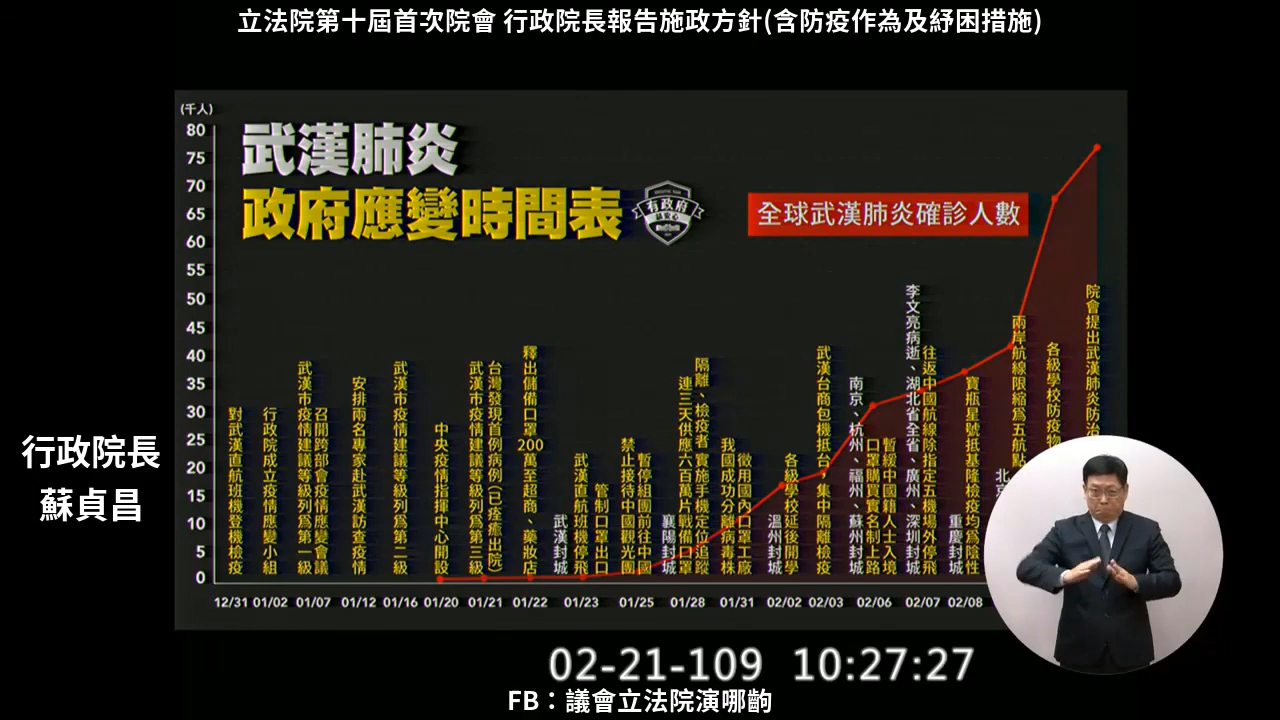 立法院第十屆首次院會 行政院長報告施政方針(含防疫作為及紓困措施)
(千人)
武漢肺炎
政府應變時間表
有政府
全球武漢肺炎確診人數
80
75
70
65
60
55
50
45
40
35
30
25
20
15
10
5
0
對武漢直航班機登機檢疫
行政院成立疫情應變小組
武漢市疫情建議等級列為第一級
召開跨部會疫情應變會議
安排兩名專家赴武漢訪查疫情
武漢市疫情建議等級列為第二級
中央疫情指揮中心開設
武漢市疫情建議等級列為第三級
台灣發現首例病例(已痊癒出院)
釋出儲備口罩200萬至超商、藥妝店
武漢封城
武漢直航班機停飛
管制口罩出口
禁止接待中國觀光團
暫停組團前往中國
襄陽封城
連三天供應六百萬片戰備口罩
隔離、檢疫者實施手機定位追蹤
我國成功分離病毒株
徵用國內口罩工廠
溫州封城
各級學校延後開學
武漢台商包機抵台,集中隔離檢疫
南京、杭州、福州、蘇州封城
口罩購買實名制上路
暫緩中國籍人士入境
李文亮病逝、湖北省全省、廣州、深圳封城
往返中國航線除指定五機場外停飛
重慶封城
寶瓶星號抵基隆檢疫均為陰性
北京
兩岸航線限縮為五航點
各級學校防疫物
院會提出武漢肺炎防治
12/31 01/02 01/07 01/12 01/16 01/20 01/21 01/22 01/23 01/25 01/28 01/31 02/02 02/03 02/06 02/07 02/08
行政院長
蘇貞昌
02-21-109 10:27:27
FB：議會立法院演哪齣